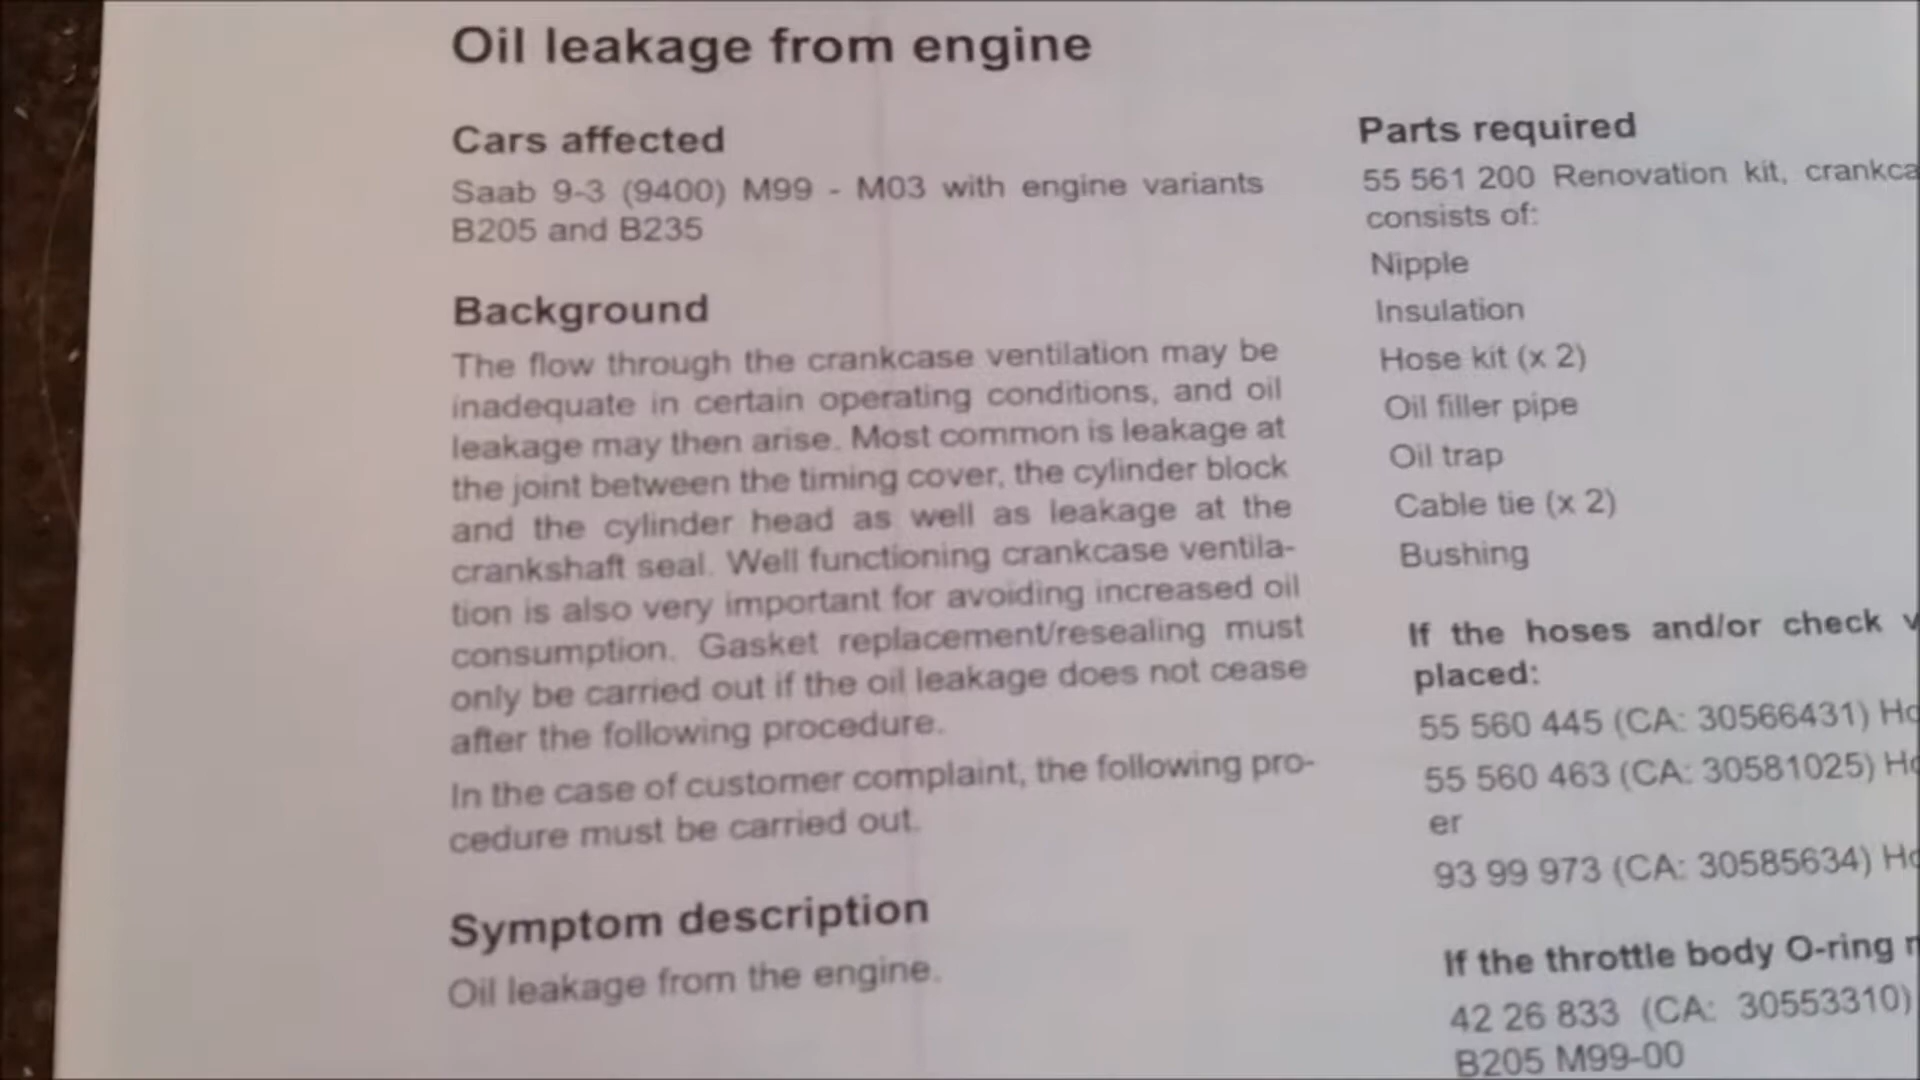 Oil leakage from engine
Cars affected
Saab 9-3 (9400) M99 - M03 with engine variants
B205 and B235
Background
The flow through the crankcase ventilation may be
inadequate in certain operating conditions, and oil
leakage may then arise. Most common is leakage at
the joint between the timing cover, the cylinder block
and the cylinder head as well as leakage at the
crankshaft seal. Well functioning crankcase ventila-
tion is also very important for avoiding increased oil
consumption. Gasket replacement/resealing must
only be carried out if the oil leakage does not cease
after the following procedure.
In the case of customer complaint, the following pro-
cedure must be carried out.
Symptom description
Oil leakage from the engine.
Parts required
55 561 200 Renovation kit, crankca
consists of:
Nipple
Insulation
Hose kit (x 2)
Oil filler pipe
Oil trap
Cable tie (x 2)
Bushing
If the hoses and/or check
placed:
55 560 445 (CA: 30566431) Ho
55 560 463 (CA: 30581025) Ho
er
93 99 973 (CA: 30585634) Ho
If the throttle body O-ring
42 26 833 (CA: 30553310)
B205 M99-00